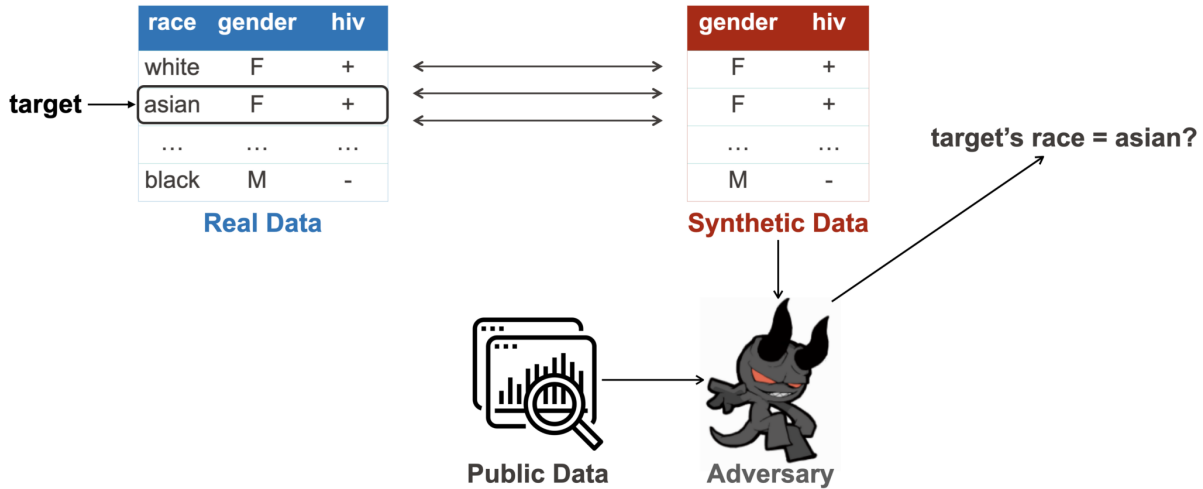 race gender hiv
white F +
target asian F +
... ... ...
black M -
Real Data
gender hiv
F +
F +
... ...
M -
Synthetic Data
target’s race = asian?
Public Data
Adversary